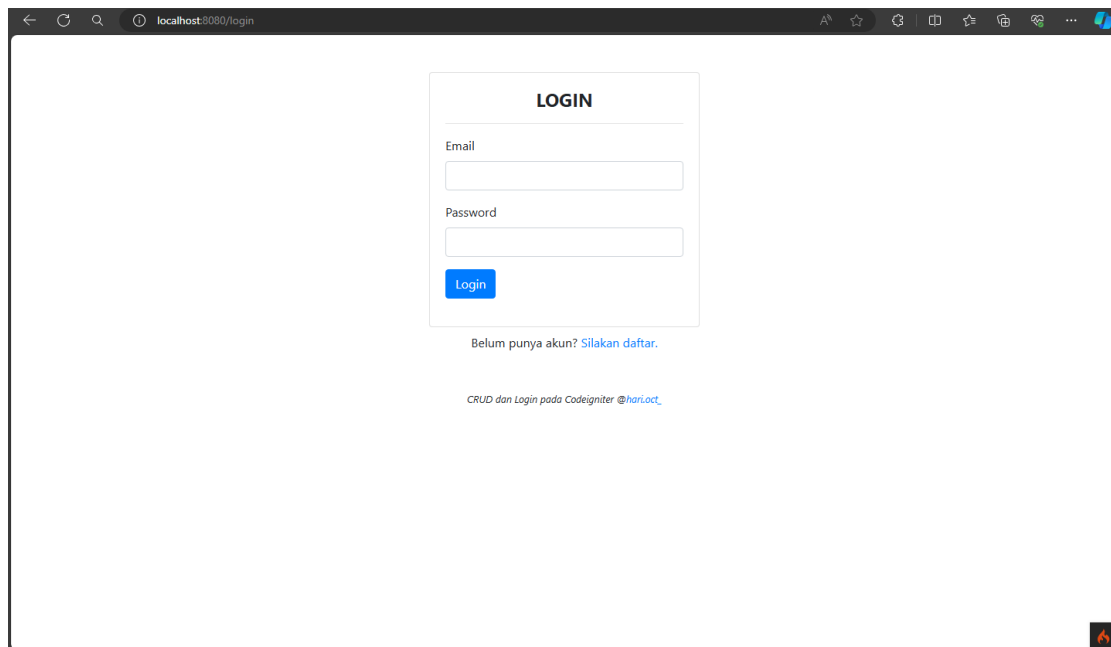 localhost:8080/login
LOGIN
Email
Password
Login
Belum punya akun? Silakan daftar.
CRUD dan Login pada Codeigniter @hari.oct_